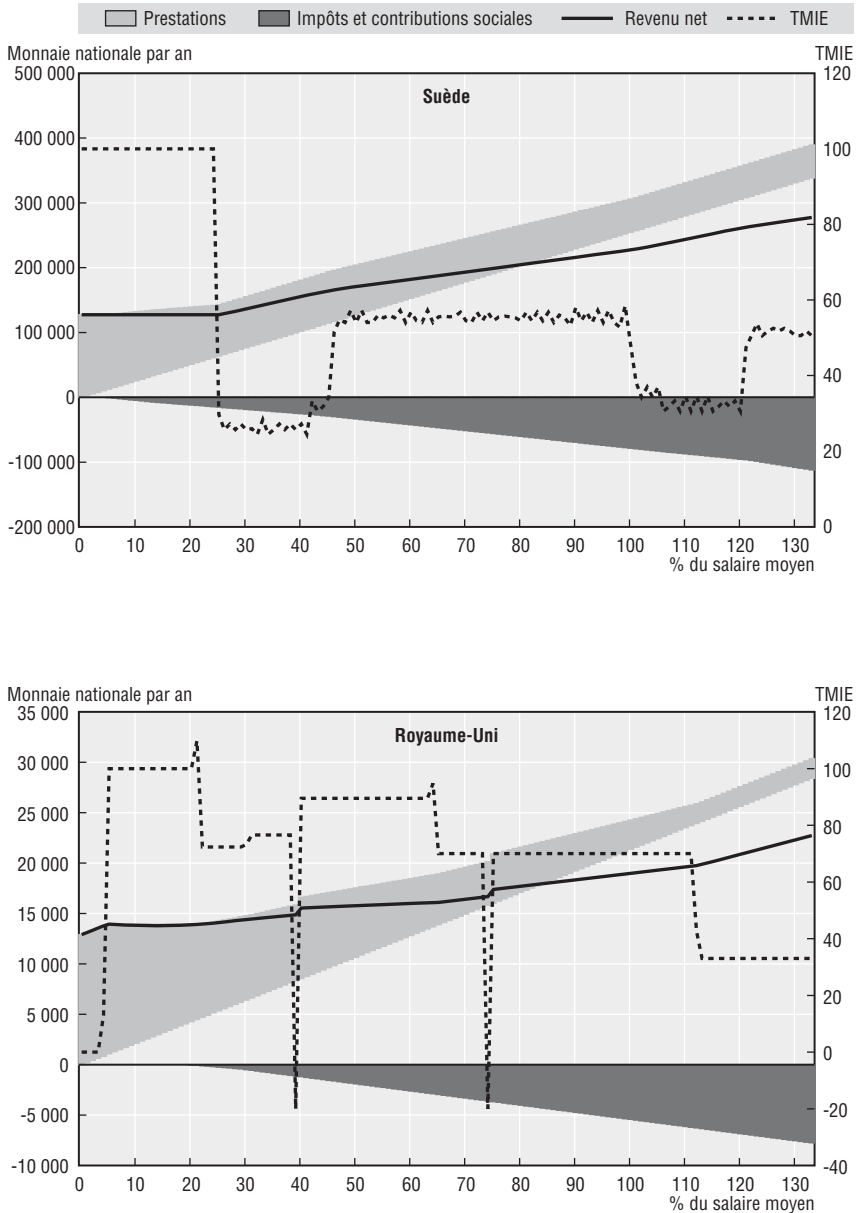 Prestations Impôts et contributions sociales Revenu net TMIE
Monnaie nationale par an TMIE
500 000 120
Suède
400 000 100
300 000 80
200 000 60
100 000
0 40
-100 000 20
-200 000 0
0 10 20 30 40 50 60 70 80 90 100 110 120 130
% du salaire moyen
Monnaie nationale par an TMIE
35 000 120
Royaume-Uni
30 000 100
25 000 80
20 000 60
15 000 40
10 000 20
5 000 0
0
-5 000 -20
-10 000 -40
0 10 20 30 40 50 60 70 80 90 100 110 120 130
% du salaire moyen